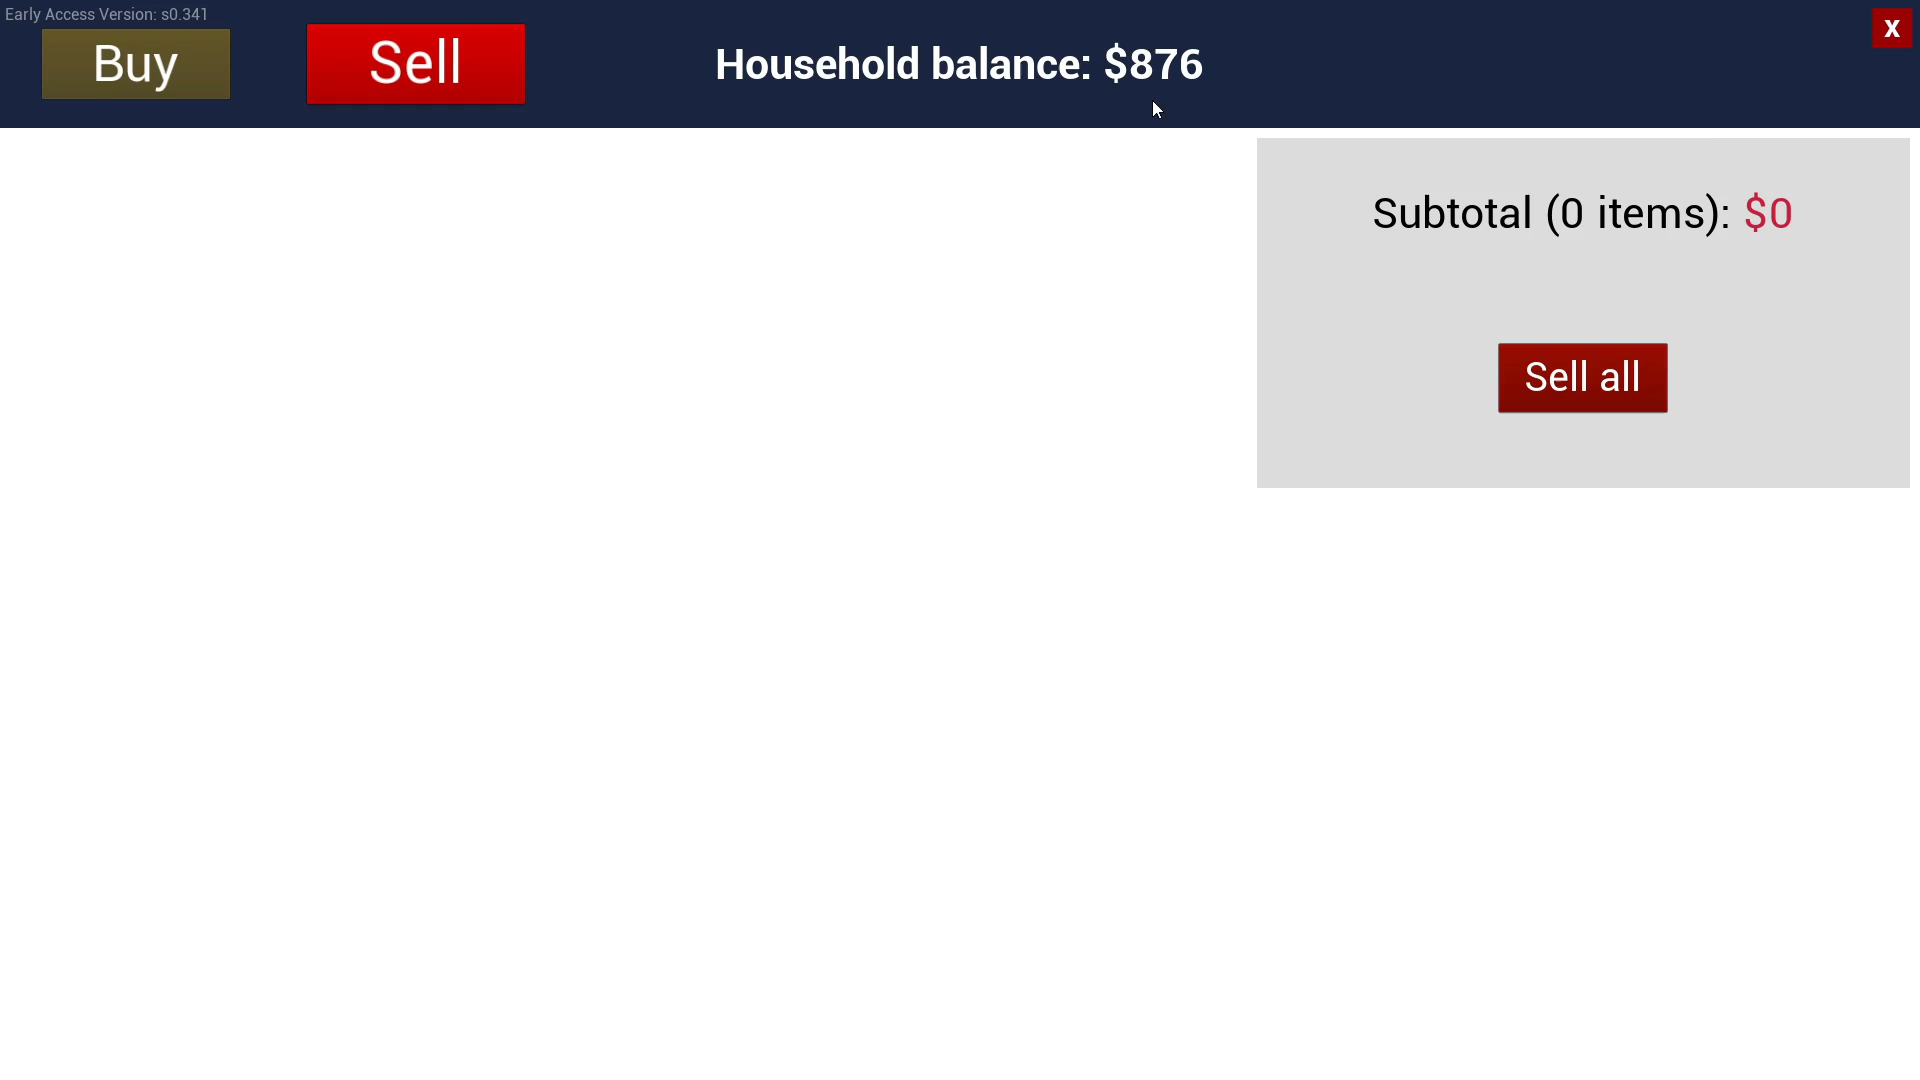 Early Access Version: s0.341
Buy
Sell
Household balance: $876
X
Subtotal (0 items): $0
Sell all